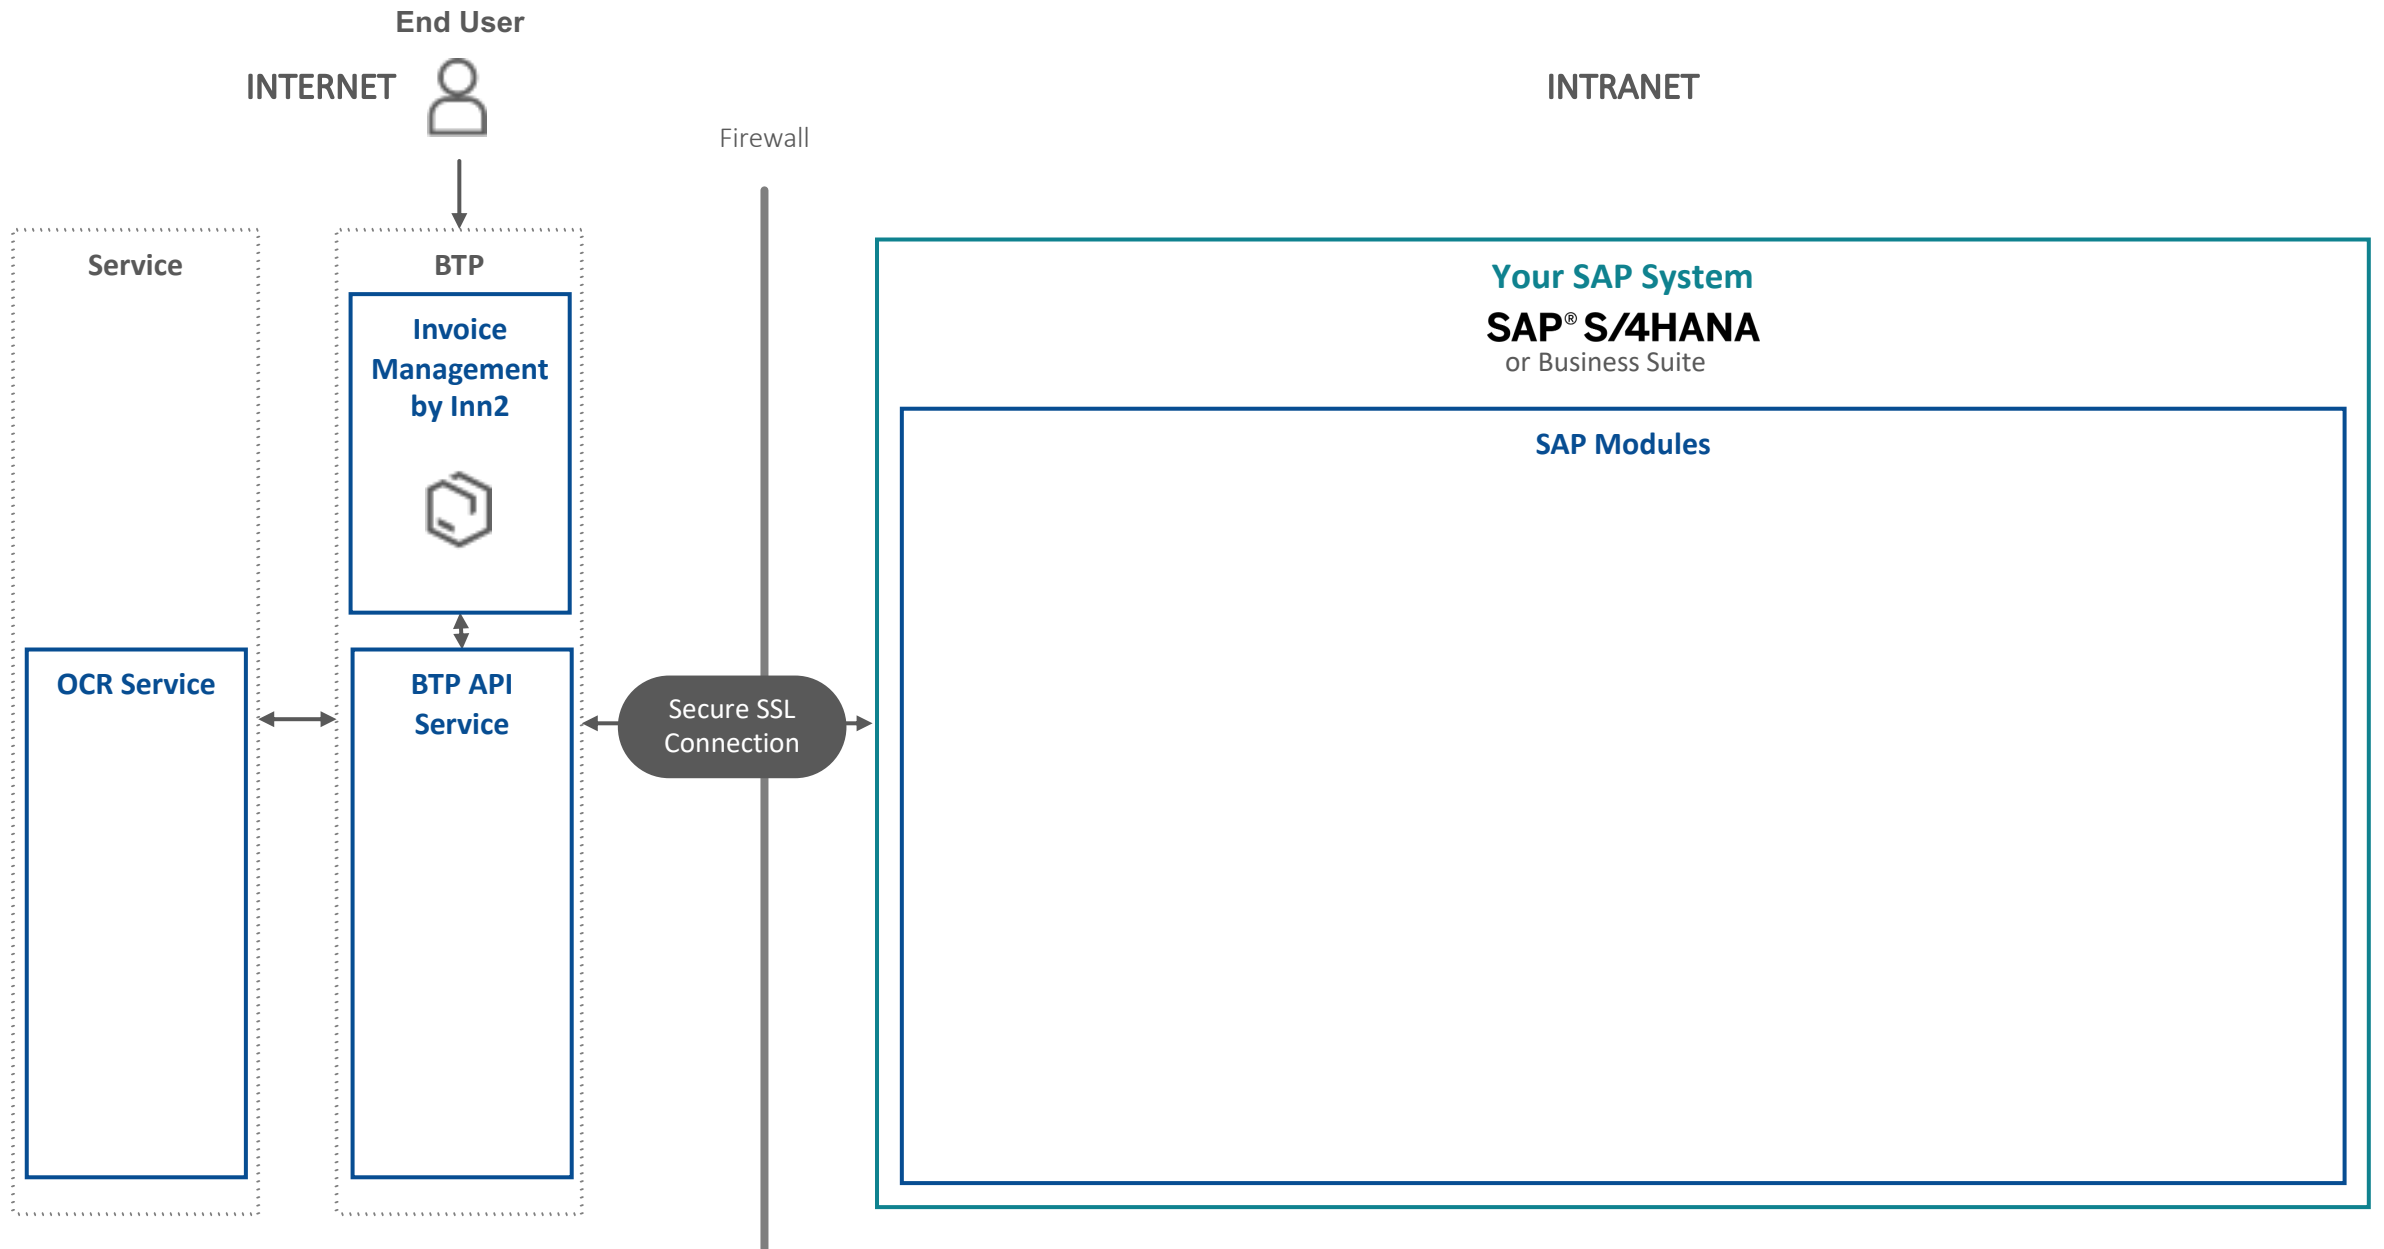 End User
INTERNET
INTRANET
Firewall
Service
BTP
Your SAP System
SAP® S/4HANA
or Business Suite
Invoice
Management
by Inn2
SAP Modules
OCR Service
BTP API
Service
Secure SSL
Connection